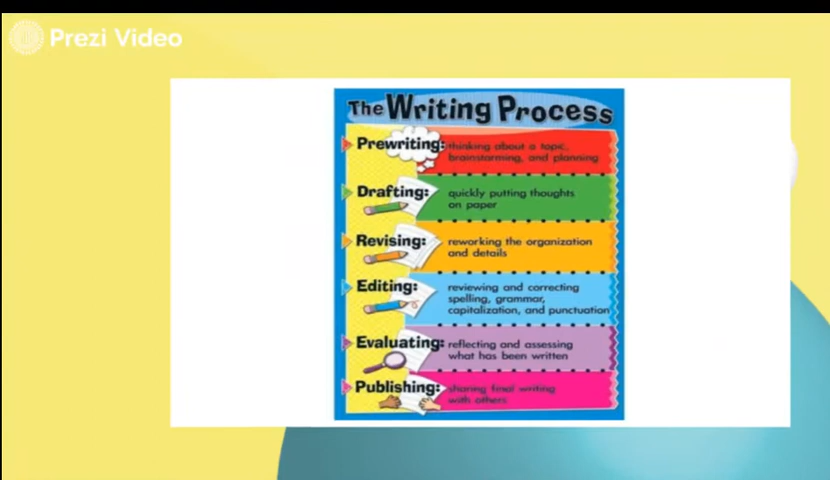 Prezi Video
The Writing Process
Prewriting: thinking about a topic,
brainstorming, and planning
Drafting: quickly putting thoughts
on paper
Revising: reworking the organization
and details
Editing: reviewing and correcting
spelling, grammar,
capitalization, and punctuation
Evaluating: reflecting and assessing
what has been written
Publishing: sharing final writing
with others